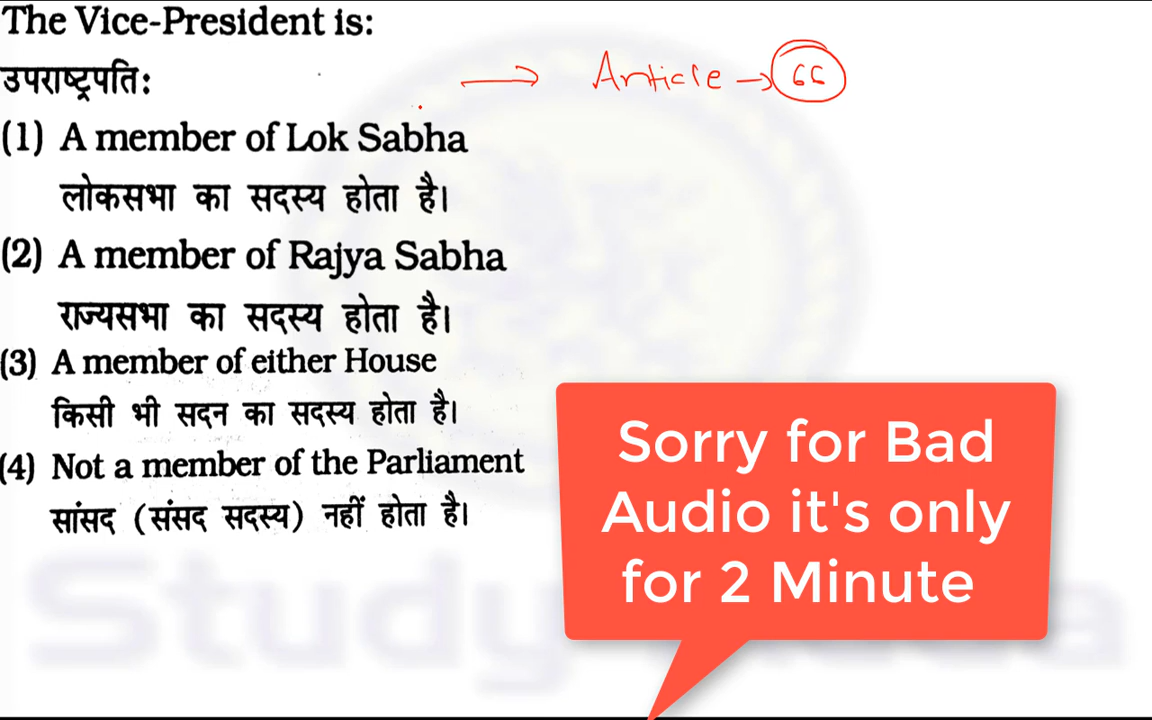 The Vice-President is:
उपराष्ट्रपति:
→ Article → 66
(1) A member of Lok Sabha
लोकसभा का सदस्य होता है।
(2) A member of Rajya Sabha
राज्यसभा का सदस्य होता है।
(3) A member of either House
किसी भी सदन का सदस्य होता है।
(4) Not a member of the Parliament
सांसद (संसद सदस्य) नहीं होता है।
Sorry for Bad
Audio it's only
for 2 Minute
Study